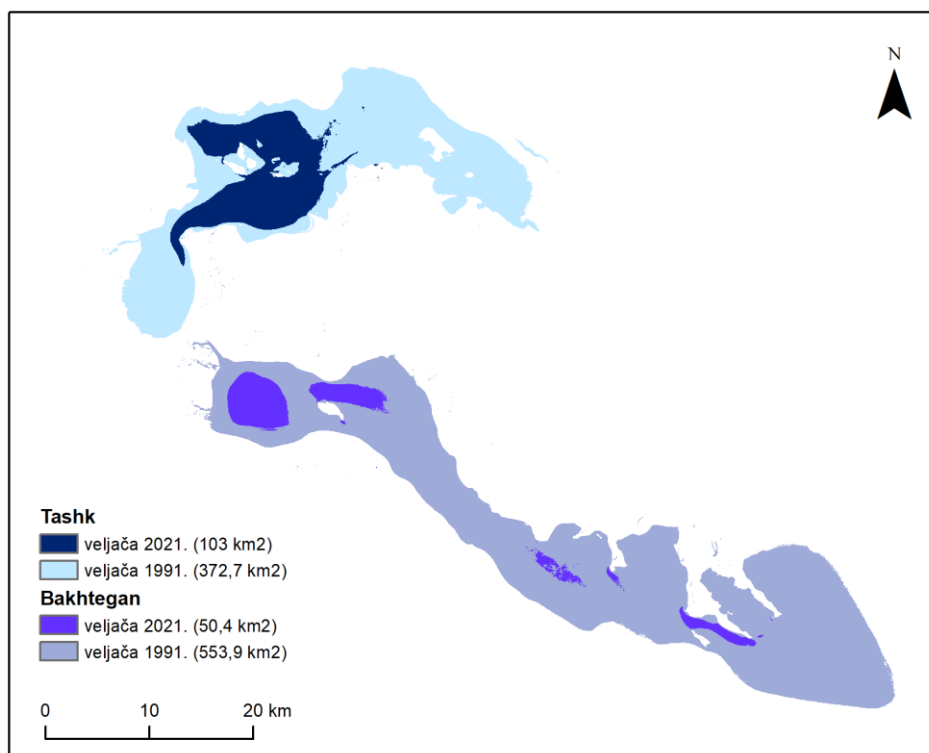 N
Tashk
veljača 2021. (103 km2)
veljača 1991. (372,7 km2)
Bakhtegan
veljača 2021. (50,4 km2)
veljača 1991. (553,9 km2)
0 10 20 km